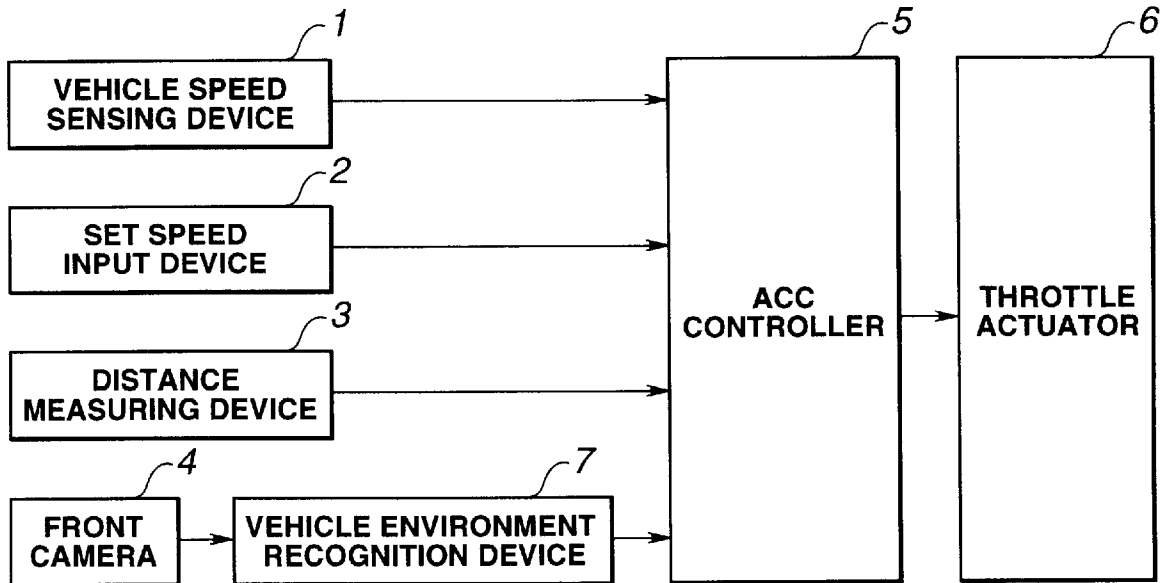 1
VEHICLE SPEED
SENSING DEVICE
2
SET SPEED
INPUT DEVICE
3
DISTANCE
MEASURING DEVICE
4
FRONT
CAMERA
7
VEHICLE ENVIRONMENT
RECOGNITION DEVICE
5
ACC
CONTROLLER
6
THROTTLE
ACTUATOR